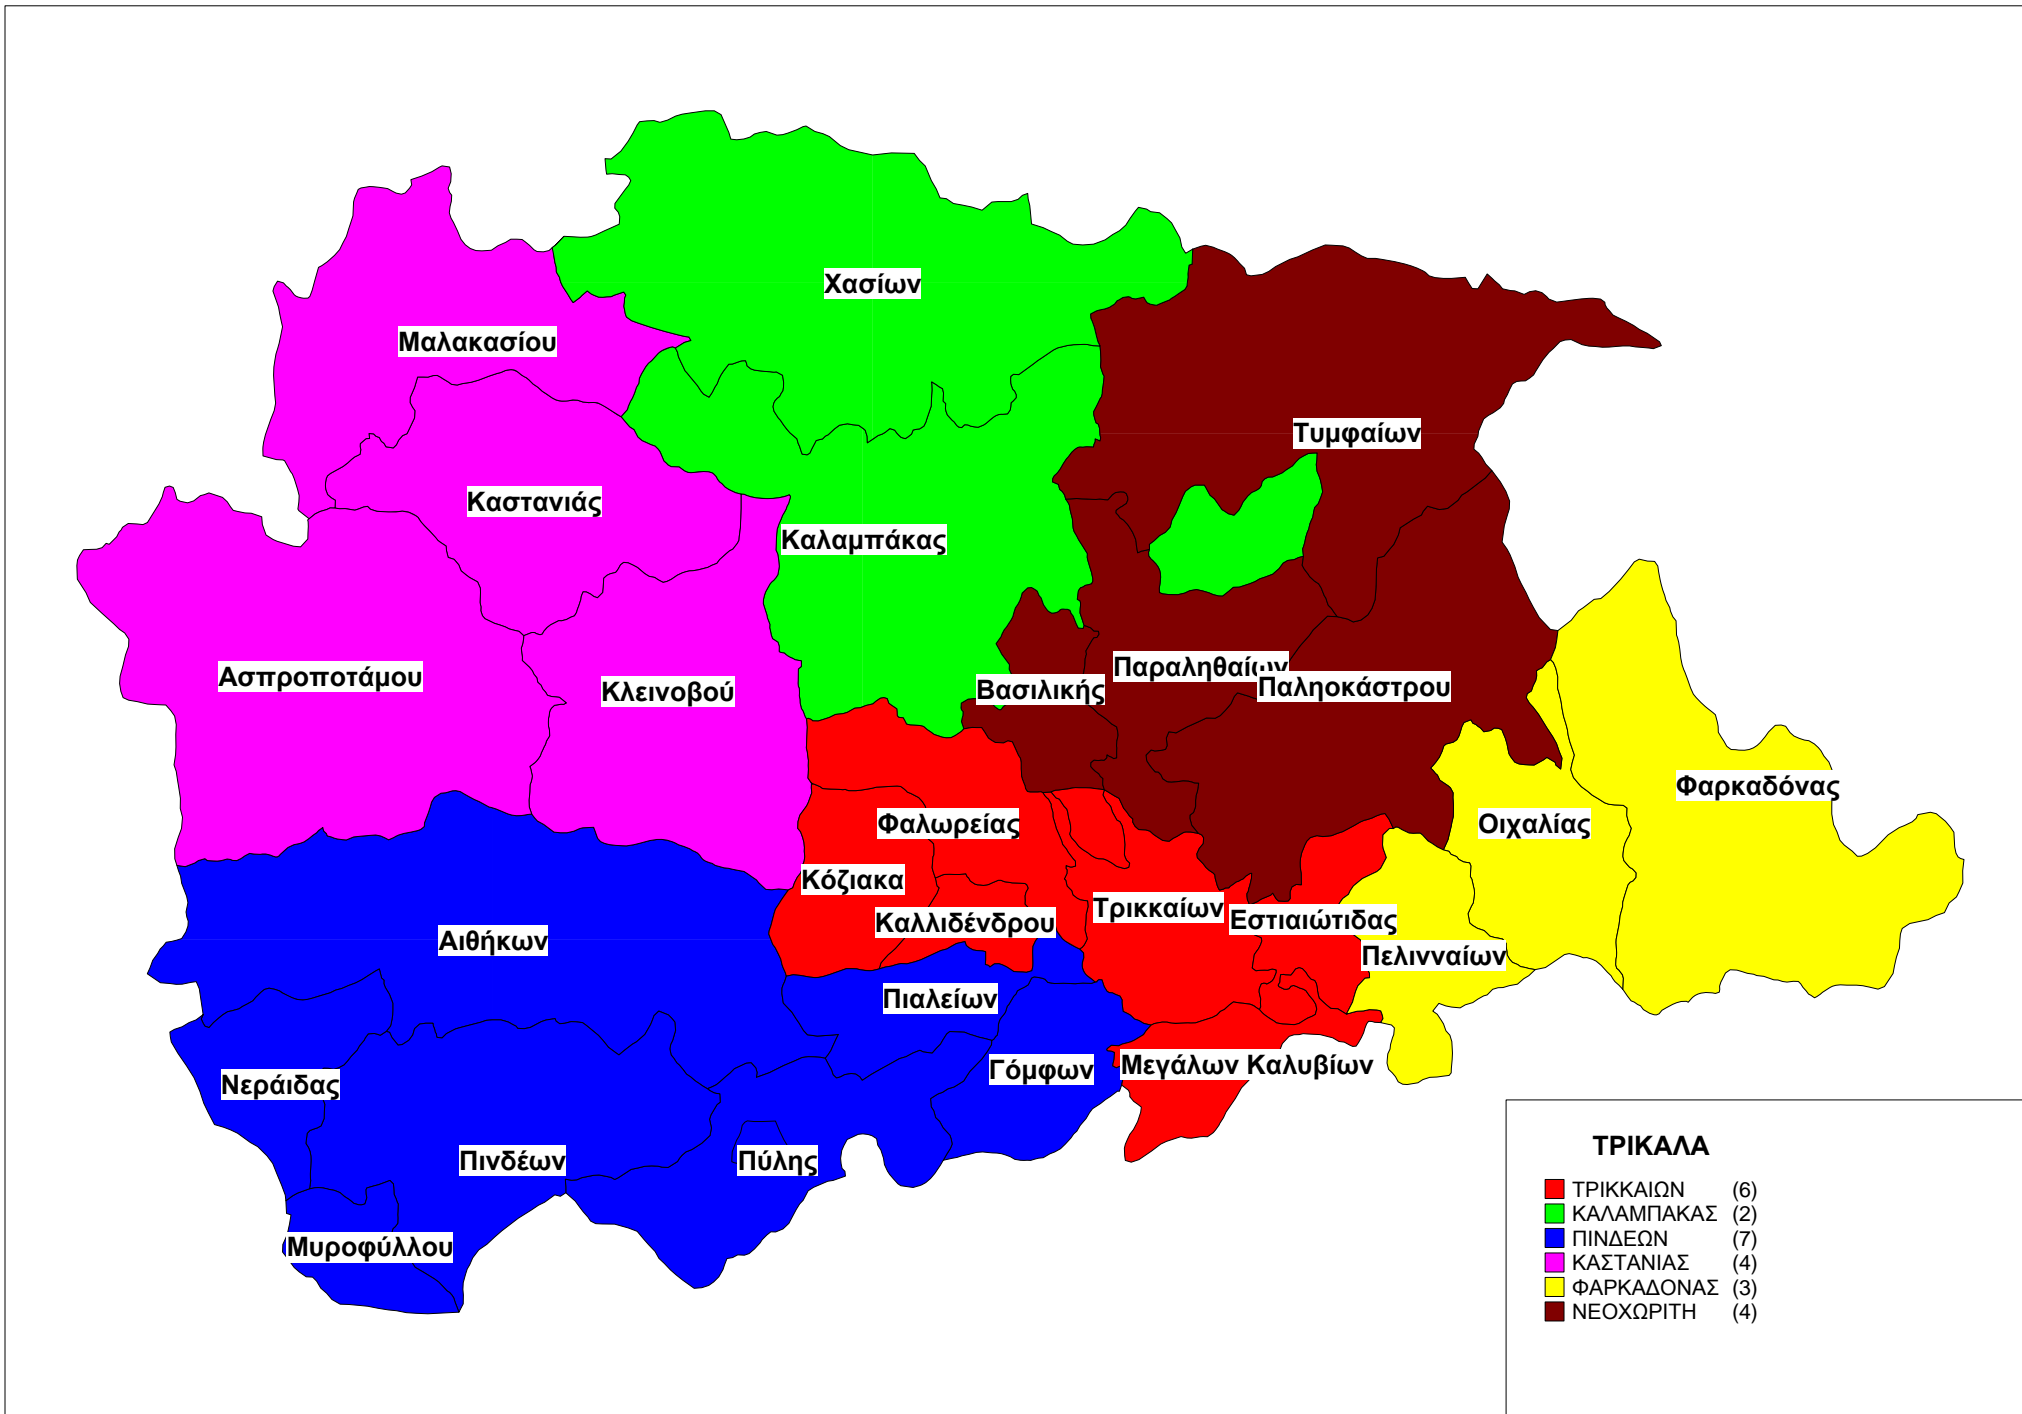 Χασίων
Μαλακασίου
Τυμφαίων
Καστανιάς
Καλαμπάκας
Ασπροποτάμου
Κλεινοβού
Βασιλικής
Παραληθαίων
Παληοκάστρου
Φαρκαδόνας
Φαλωρείας
Οιχαλίας
Κόζιακα
Καλλιδένδρου
Τρικκαίων
Εστιαιώτιδας
Αιθήκων
Πελινναίων
Πιαλείων
Γόμφων
Μεγάλων Καλυβίων
Νεράιδας
Πινδέων
Πύλης
Μυροφύλλου
ΤΡΙΚΑΛΑ
ΤΡΙΚΚΑΙΩΝ (6)
ΚΑΛΑΜΠΑΚΑΣ (2)
ΠΙΝΔΕΩΝ (7)
ΚΑΣΤΑΝΙΑΣ (4)
ΦΑΡΚΑΔΟΝΑΣ (3)
ΝΕΟΧΩΡΙΤΗ (4)